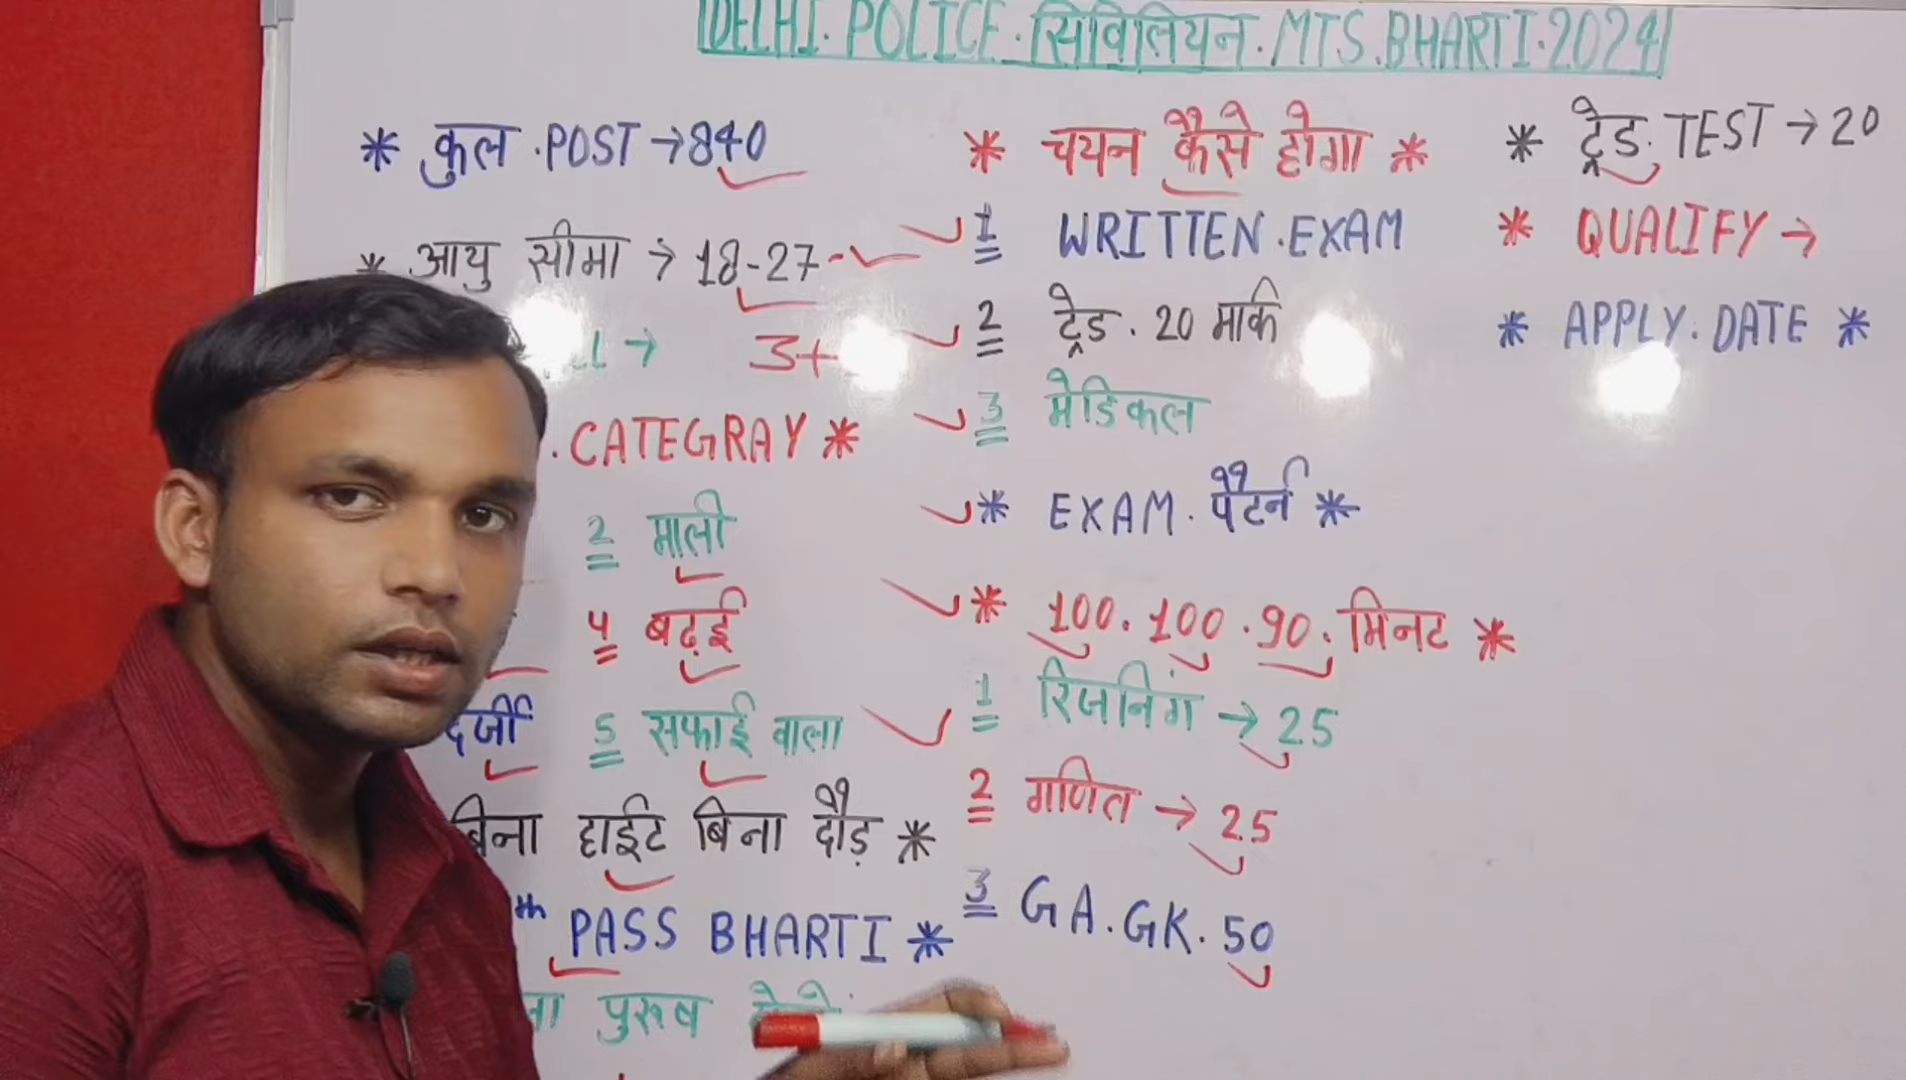 DELHI. POLICE. सिविलियन. MTS. BHARTI. 2024
* कुल. POST → 840
* आयु सीमा → 18-27
LL → 3+
. CATEGRAY *
2 माली
4 बढ़ई
दर्जी 5 सफाई वाला
बिना हाईट बिना दौड़ *
th PASS BHARTI *
पुरुष
* चयन कैसे होगा *
1 WRITTEN. EXAM
2 ट्रेड. 20 मार्क
3 मेडिकल
* EXAM. पैटर्न *
* 100. 100. 90. मिनट *
1 रिजनिंग → 25
2 गणित → 25
3 GA. GK. 50
* ट्रेड. TEST → 20
* QUALIFY →
* APPLY. DATE *